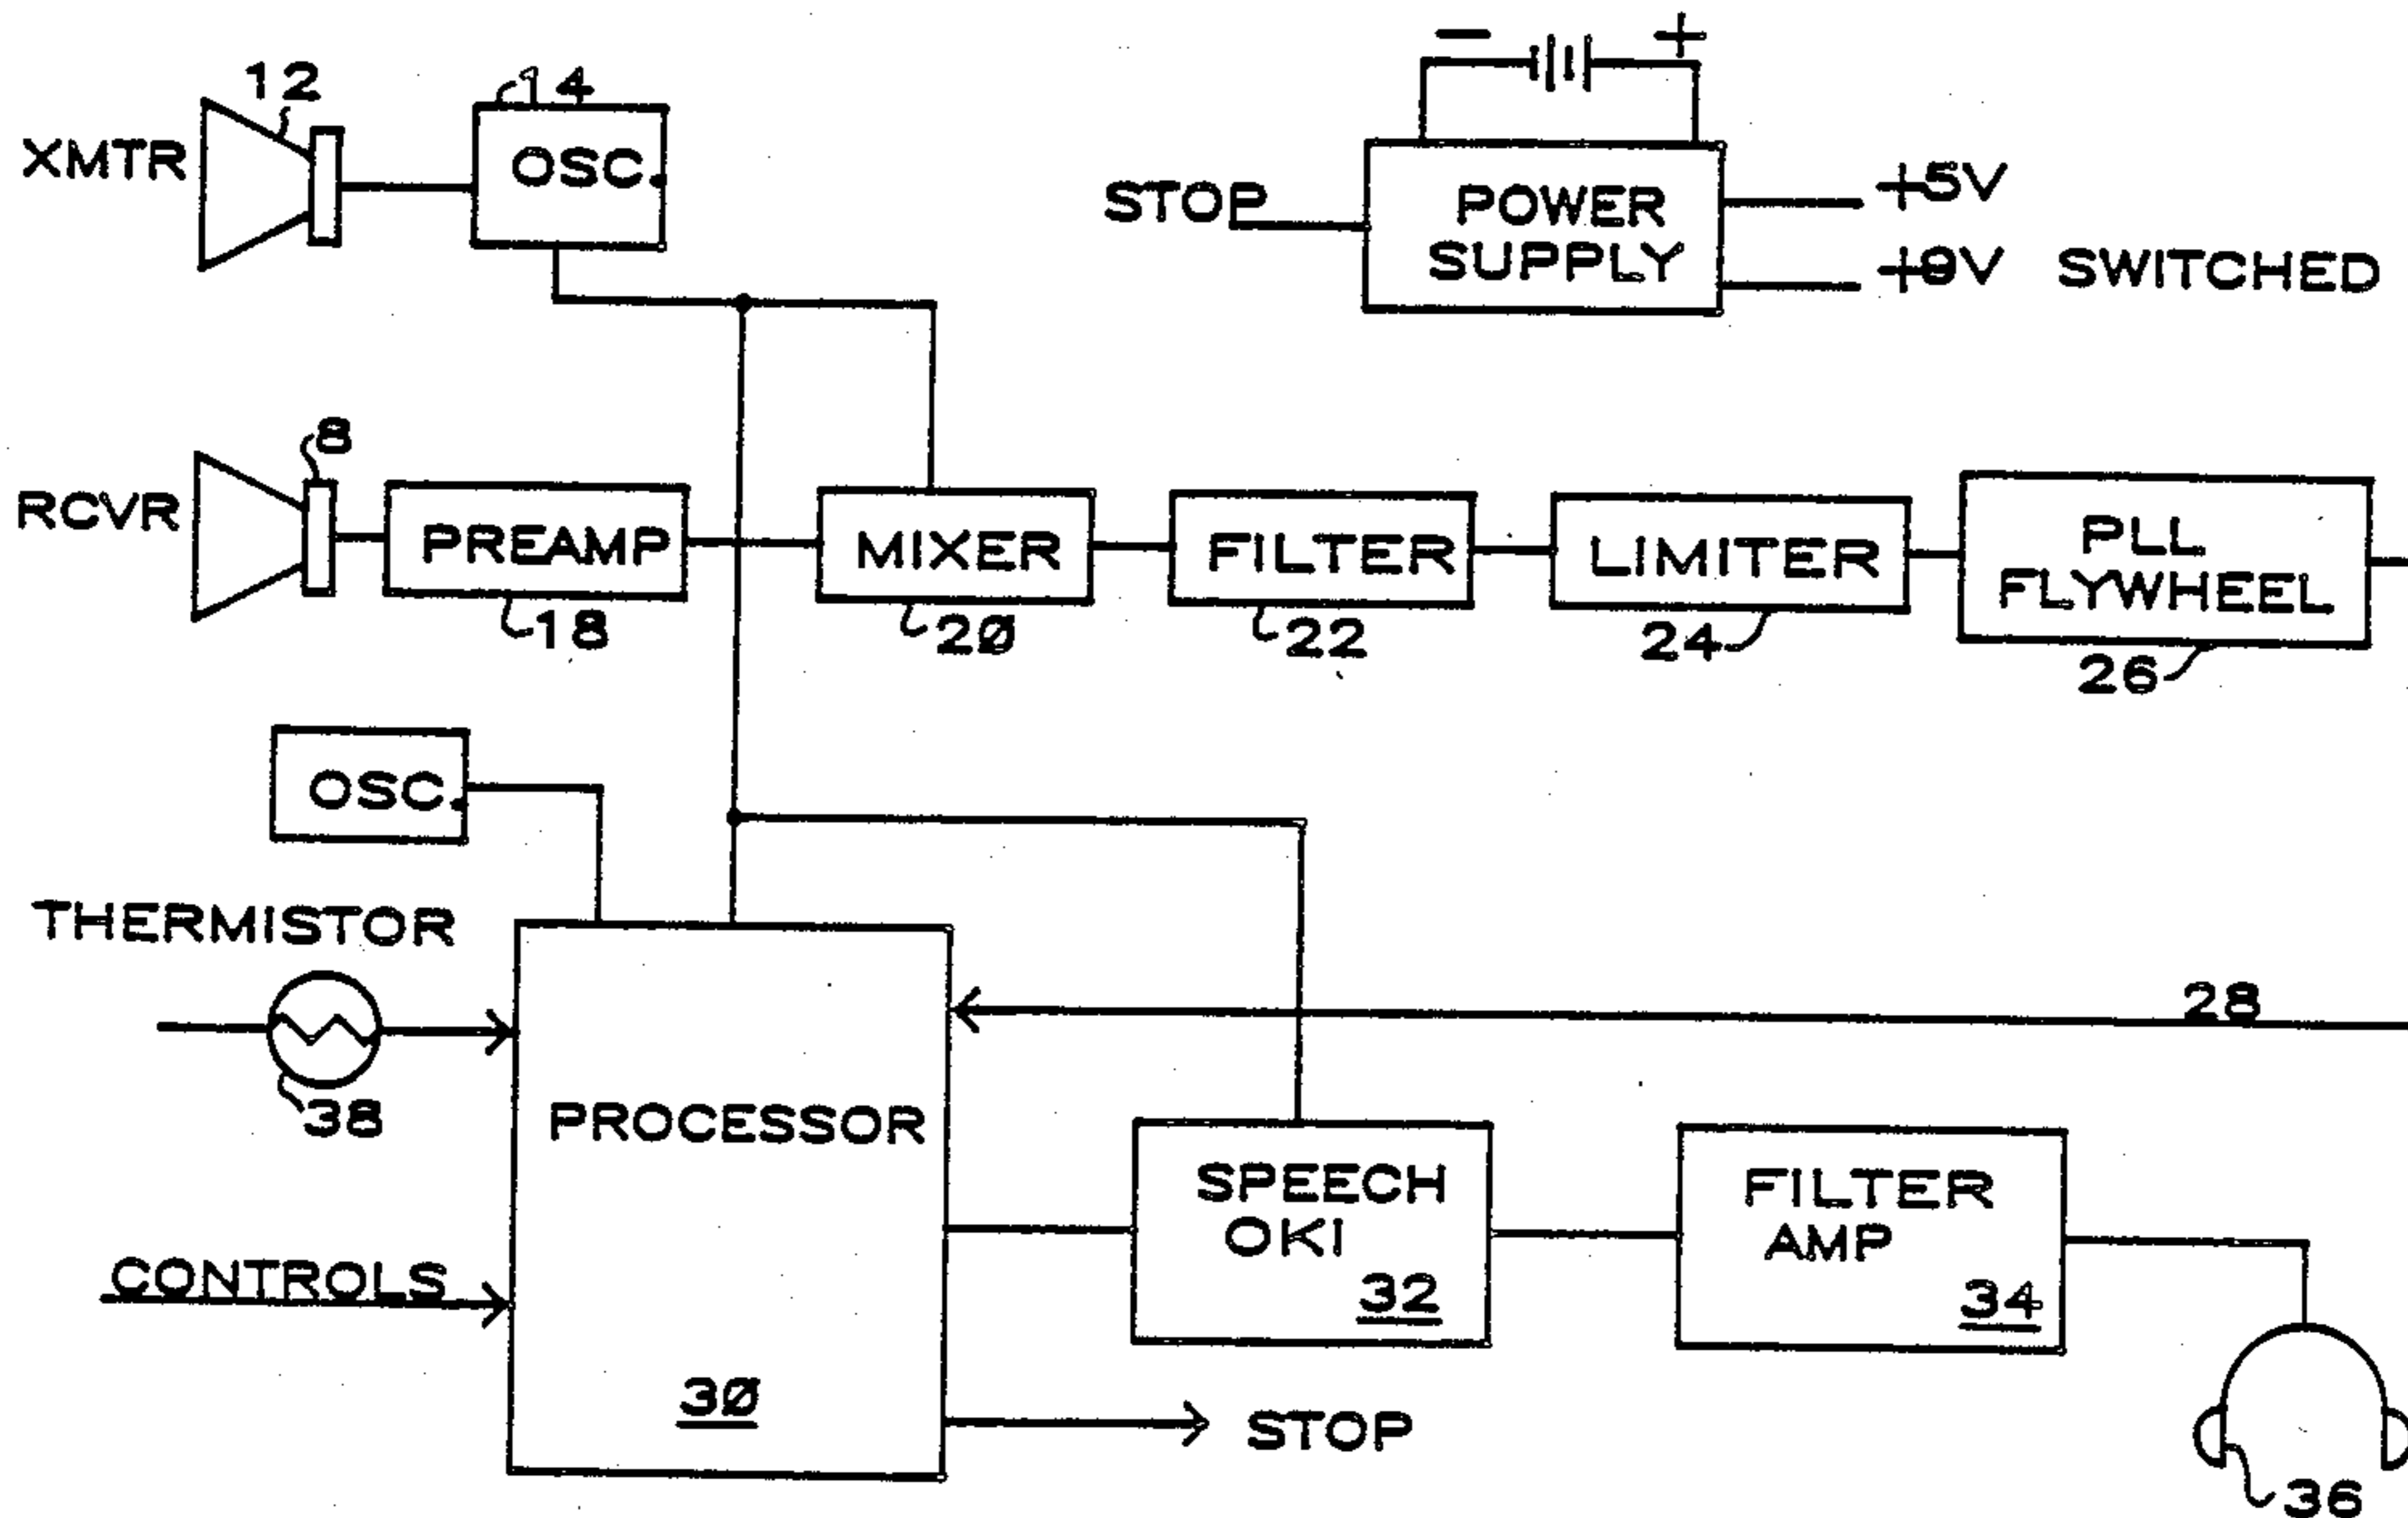 12
14
XMTR
OSC.
− +
STOP
POWER
SUPPLY
+5V
+9V SWITCHED
8
RCVR
PREAMP
MIXER
FILTER
LIMITER
PLL
FLYWHEEL
18
2Ø
22
24
26
OSC.
THERMISTOR
38
28
PROCESSOR
SPEECH
OKI
32
FILTER
AMP
34
CONTROLS
3Ø
STOP
36